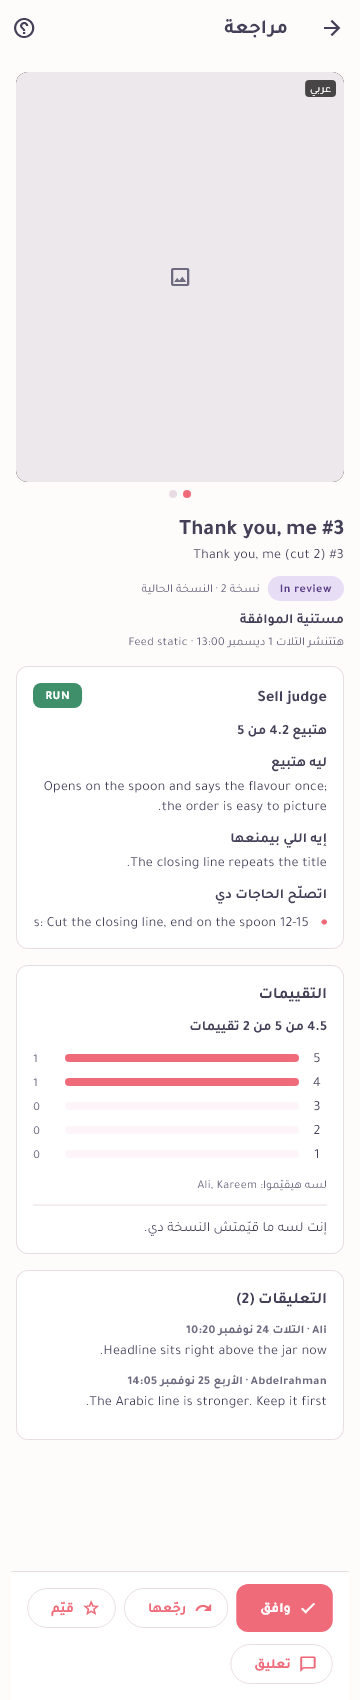 مراجعة
عربي
Thank you, me #3
Thank you, me (cut 2) #3
In review نسخة 2 · النسخة الحالية
مستنية الموافقة
هتتنشر التلات 1 ديسمبر 13:00 · Feed static
Sell judge RUN
هتبيع 4.2 من 5
ليه هتبيع
Opens on the spoon and says the flavour once;
the order is easy to picture.
إيه اللي بيمنعها
The closing line repeats the title.
اتصلّح الحاجات دي
12-15 s: Cut the closing line, end on the spoon
التقييمات
4.5 من 5 من 2 تقييمات
5 1
4 1
3 0
2 0
1 0
لسه هيقيّموا: Ali, Kareem
إنت لسه ما قيّمتش النسخة دي.
التعليقات (2)
Ali · التلات 24 نوفمبر 10:20
Headline sits right above the jar now.
Abdelrahman · الأربع 25 نوفمبر 14:05
The Arabic line is stronger. Keep it first.
وافق رجّعها قيّم
تعليق